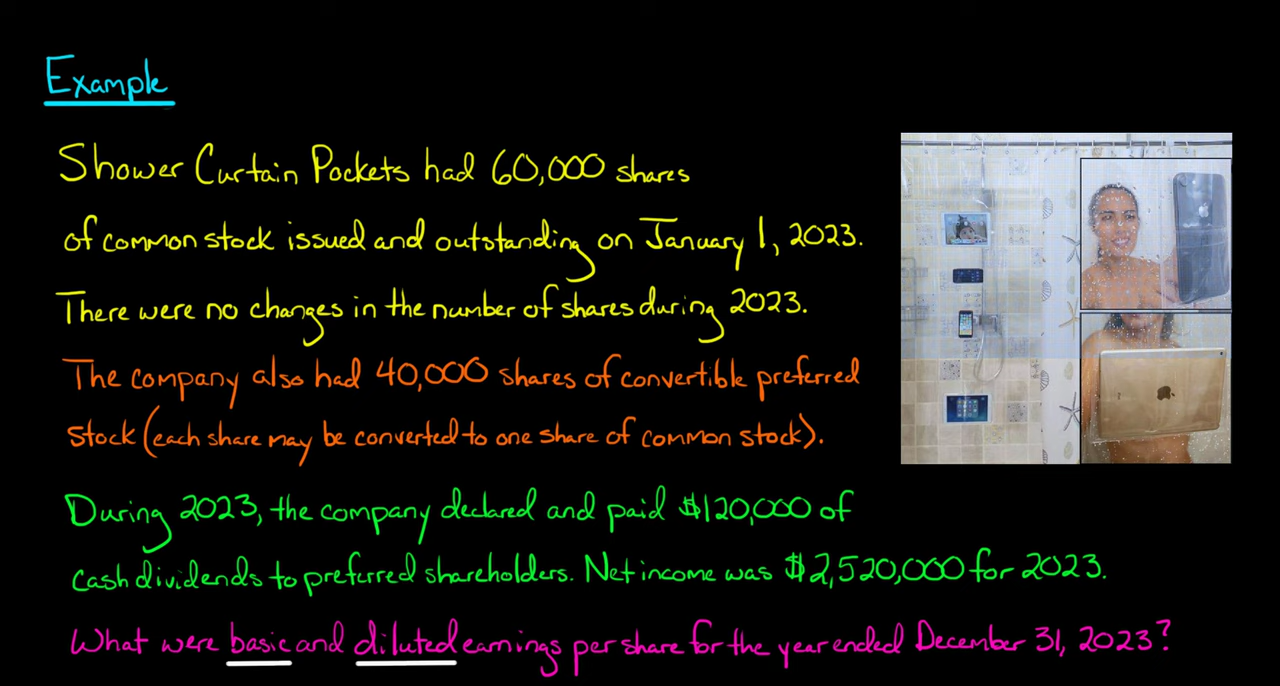 Example
Shower Curtain Pockets had 60,000 shares
of common stock issued and outstanding on January 1, 2023.
There were no changes in the number of shares during 2023.
The company also had 40,000 shares of convertible preferred
stock (each share may be converted to one share of common stock).
During 2023, the company declared and paid $120,000 of
cash dividends to preferred shareholders. Net income was $2,520,000 for 2023.
What were basic and diluted earnings per share for the year ended December 31, 2023?